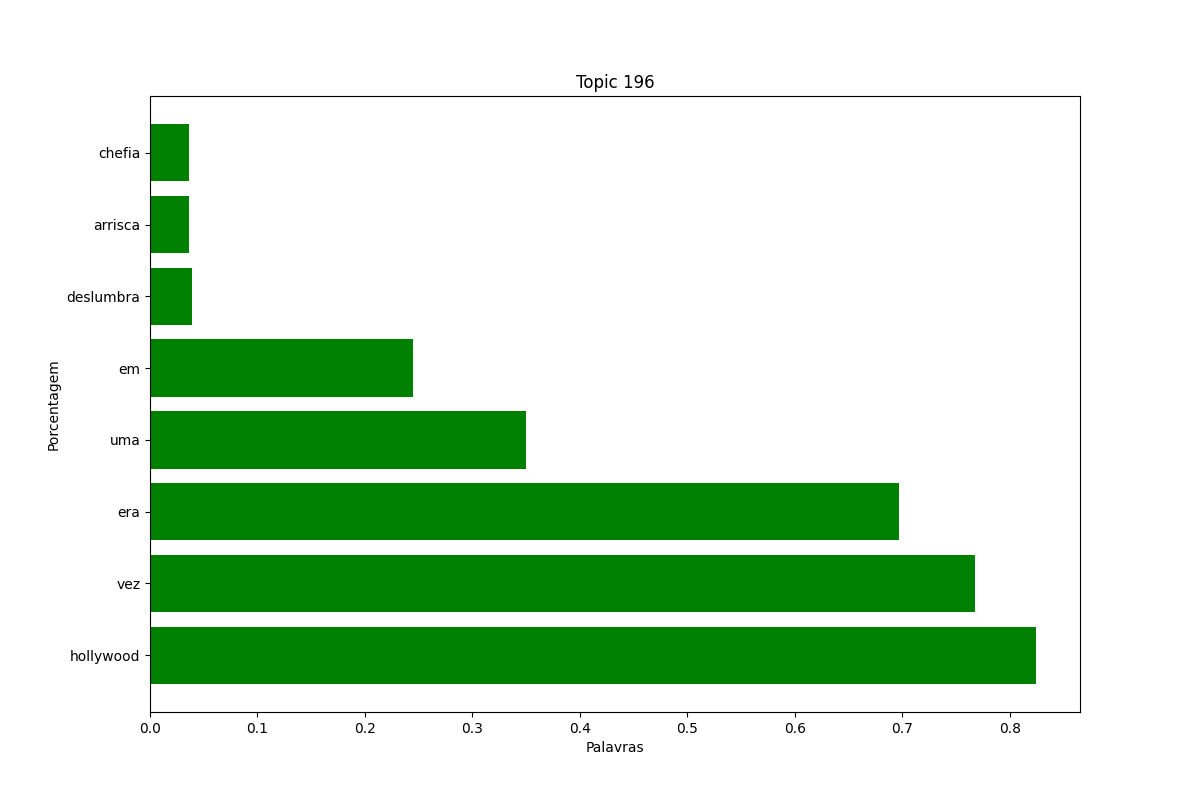 Topic 196
chefia
arrisca
deslumbra
em
uma
era
vez
hollywood
Porcentagem
0.0 0.1 0.2 0.3 0.4 0.5 0.6 0.7 0.8
Palavras